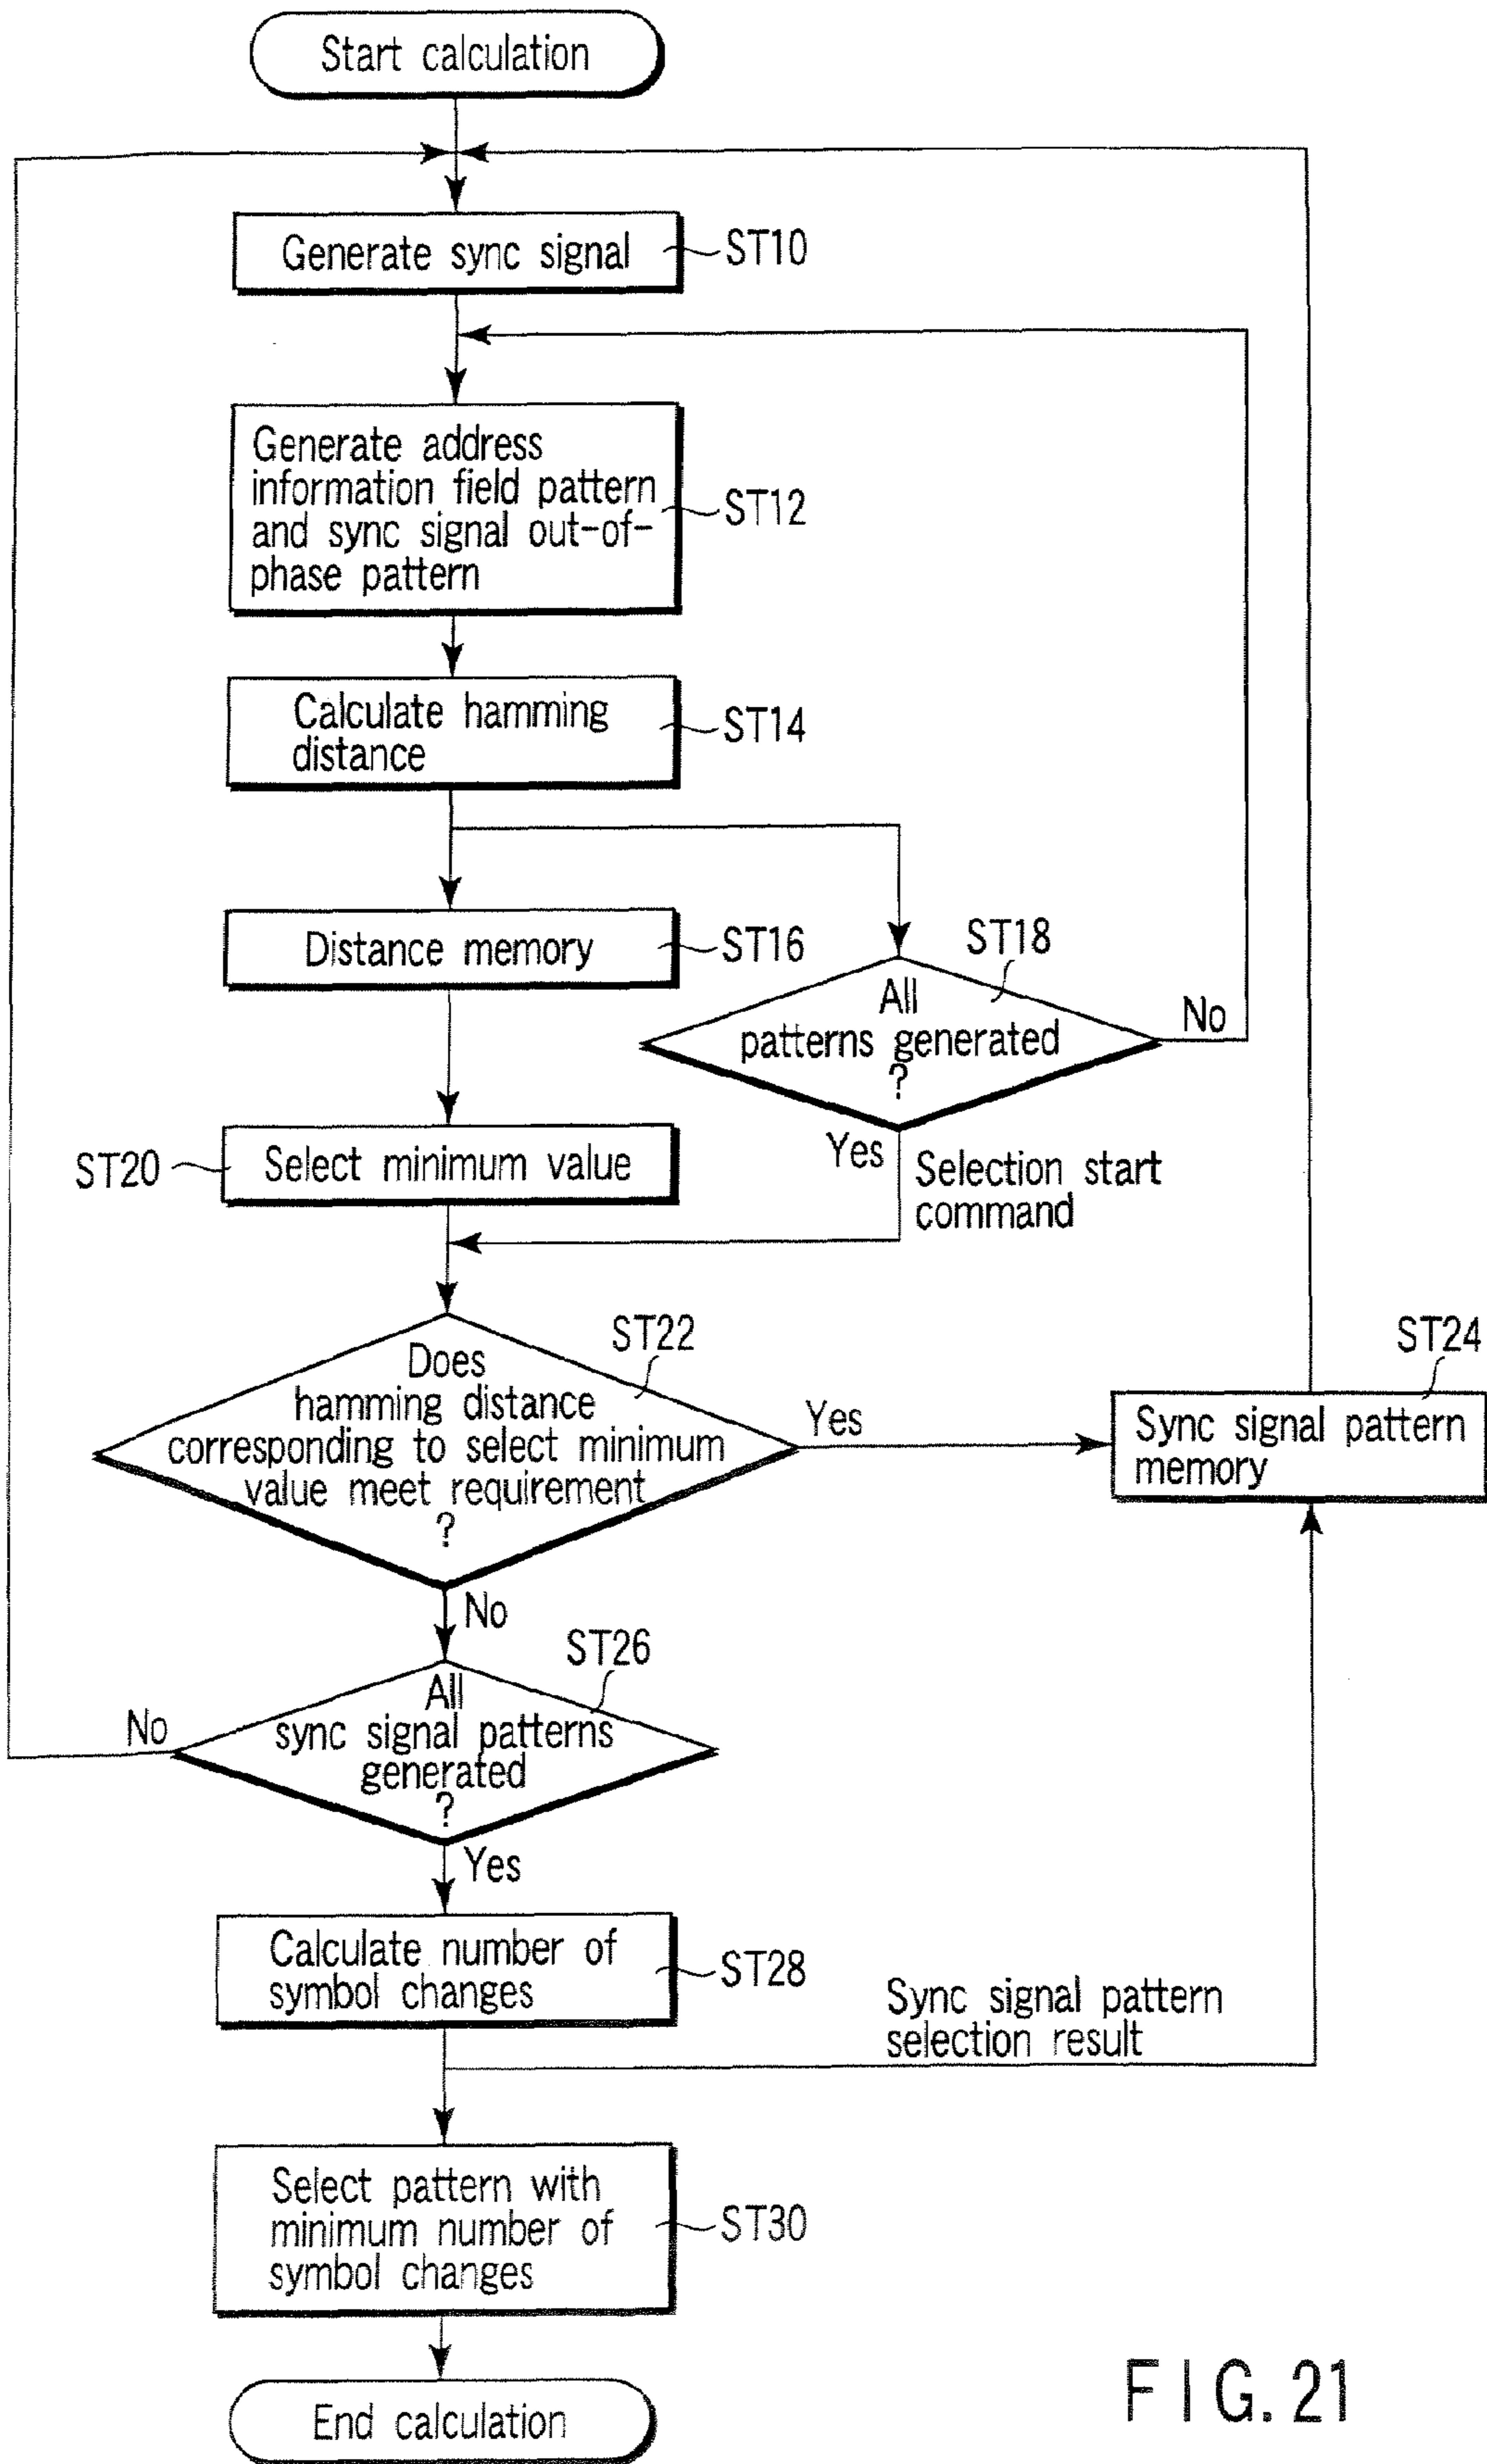 Start calculation
Generate sync signal
ST10
Generate address
information field pattern
and sync signal out-of-
phase pattern
ST12
Calculate hamming
distance
ST14
Distance memory
ST16
ST18
All
patterns generated
?
No
Yes
Selection start
command
ST20
Select minimum value
ST22
Does
hamming distance
corresponding to select minimum
value meet requirement
?
Yes
ST24
Sync signal pattern
memory
No
ST26
All
sync signal patterns
generated
?
No
Yes
Calculate number of
symbol changes
ST28
Sync signal pattern
selection result
Select pattern with
minimum number of
symbol changes
ST30
End calculation
FIG. 21